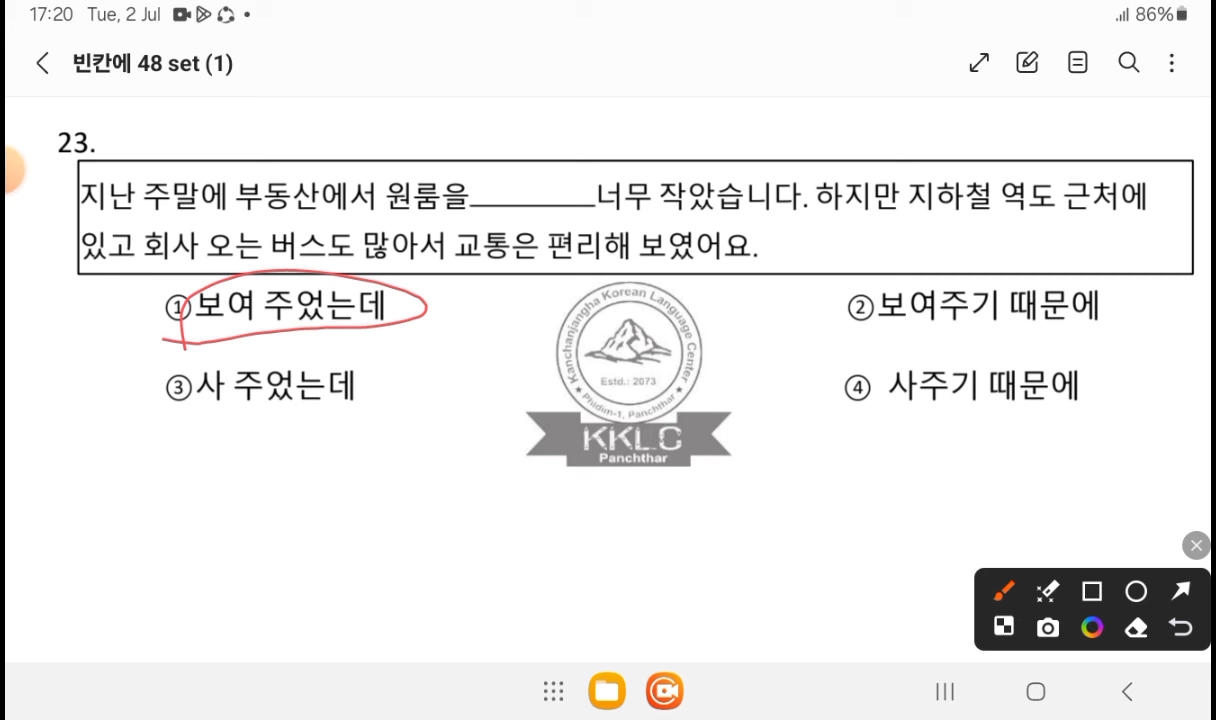 17:20 Tue, 2 Jul 86%
빈칸에 48 set (1)
23.
지난 주말에 부동산에서 원룸을________너무 작았습니다. 하지만 지하철 역도 근처에
있고 회사 오는 버스도 많아서 교통은 편리해 보였어요.
①보여 주었는데 ②보여주기 때문에
③사 주었는데 ④ 사주기 때문에
Kanchanjangha Korean Language Center
Estd.: 2073
Phidim-1, Panchthar
KKLC
Panchthar